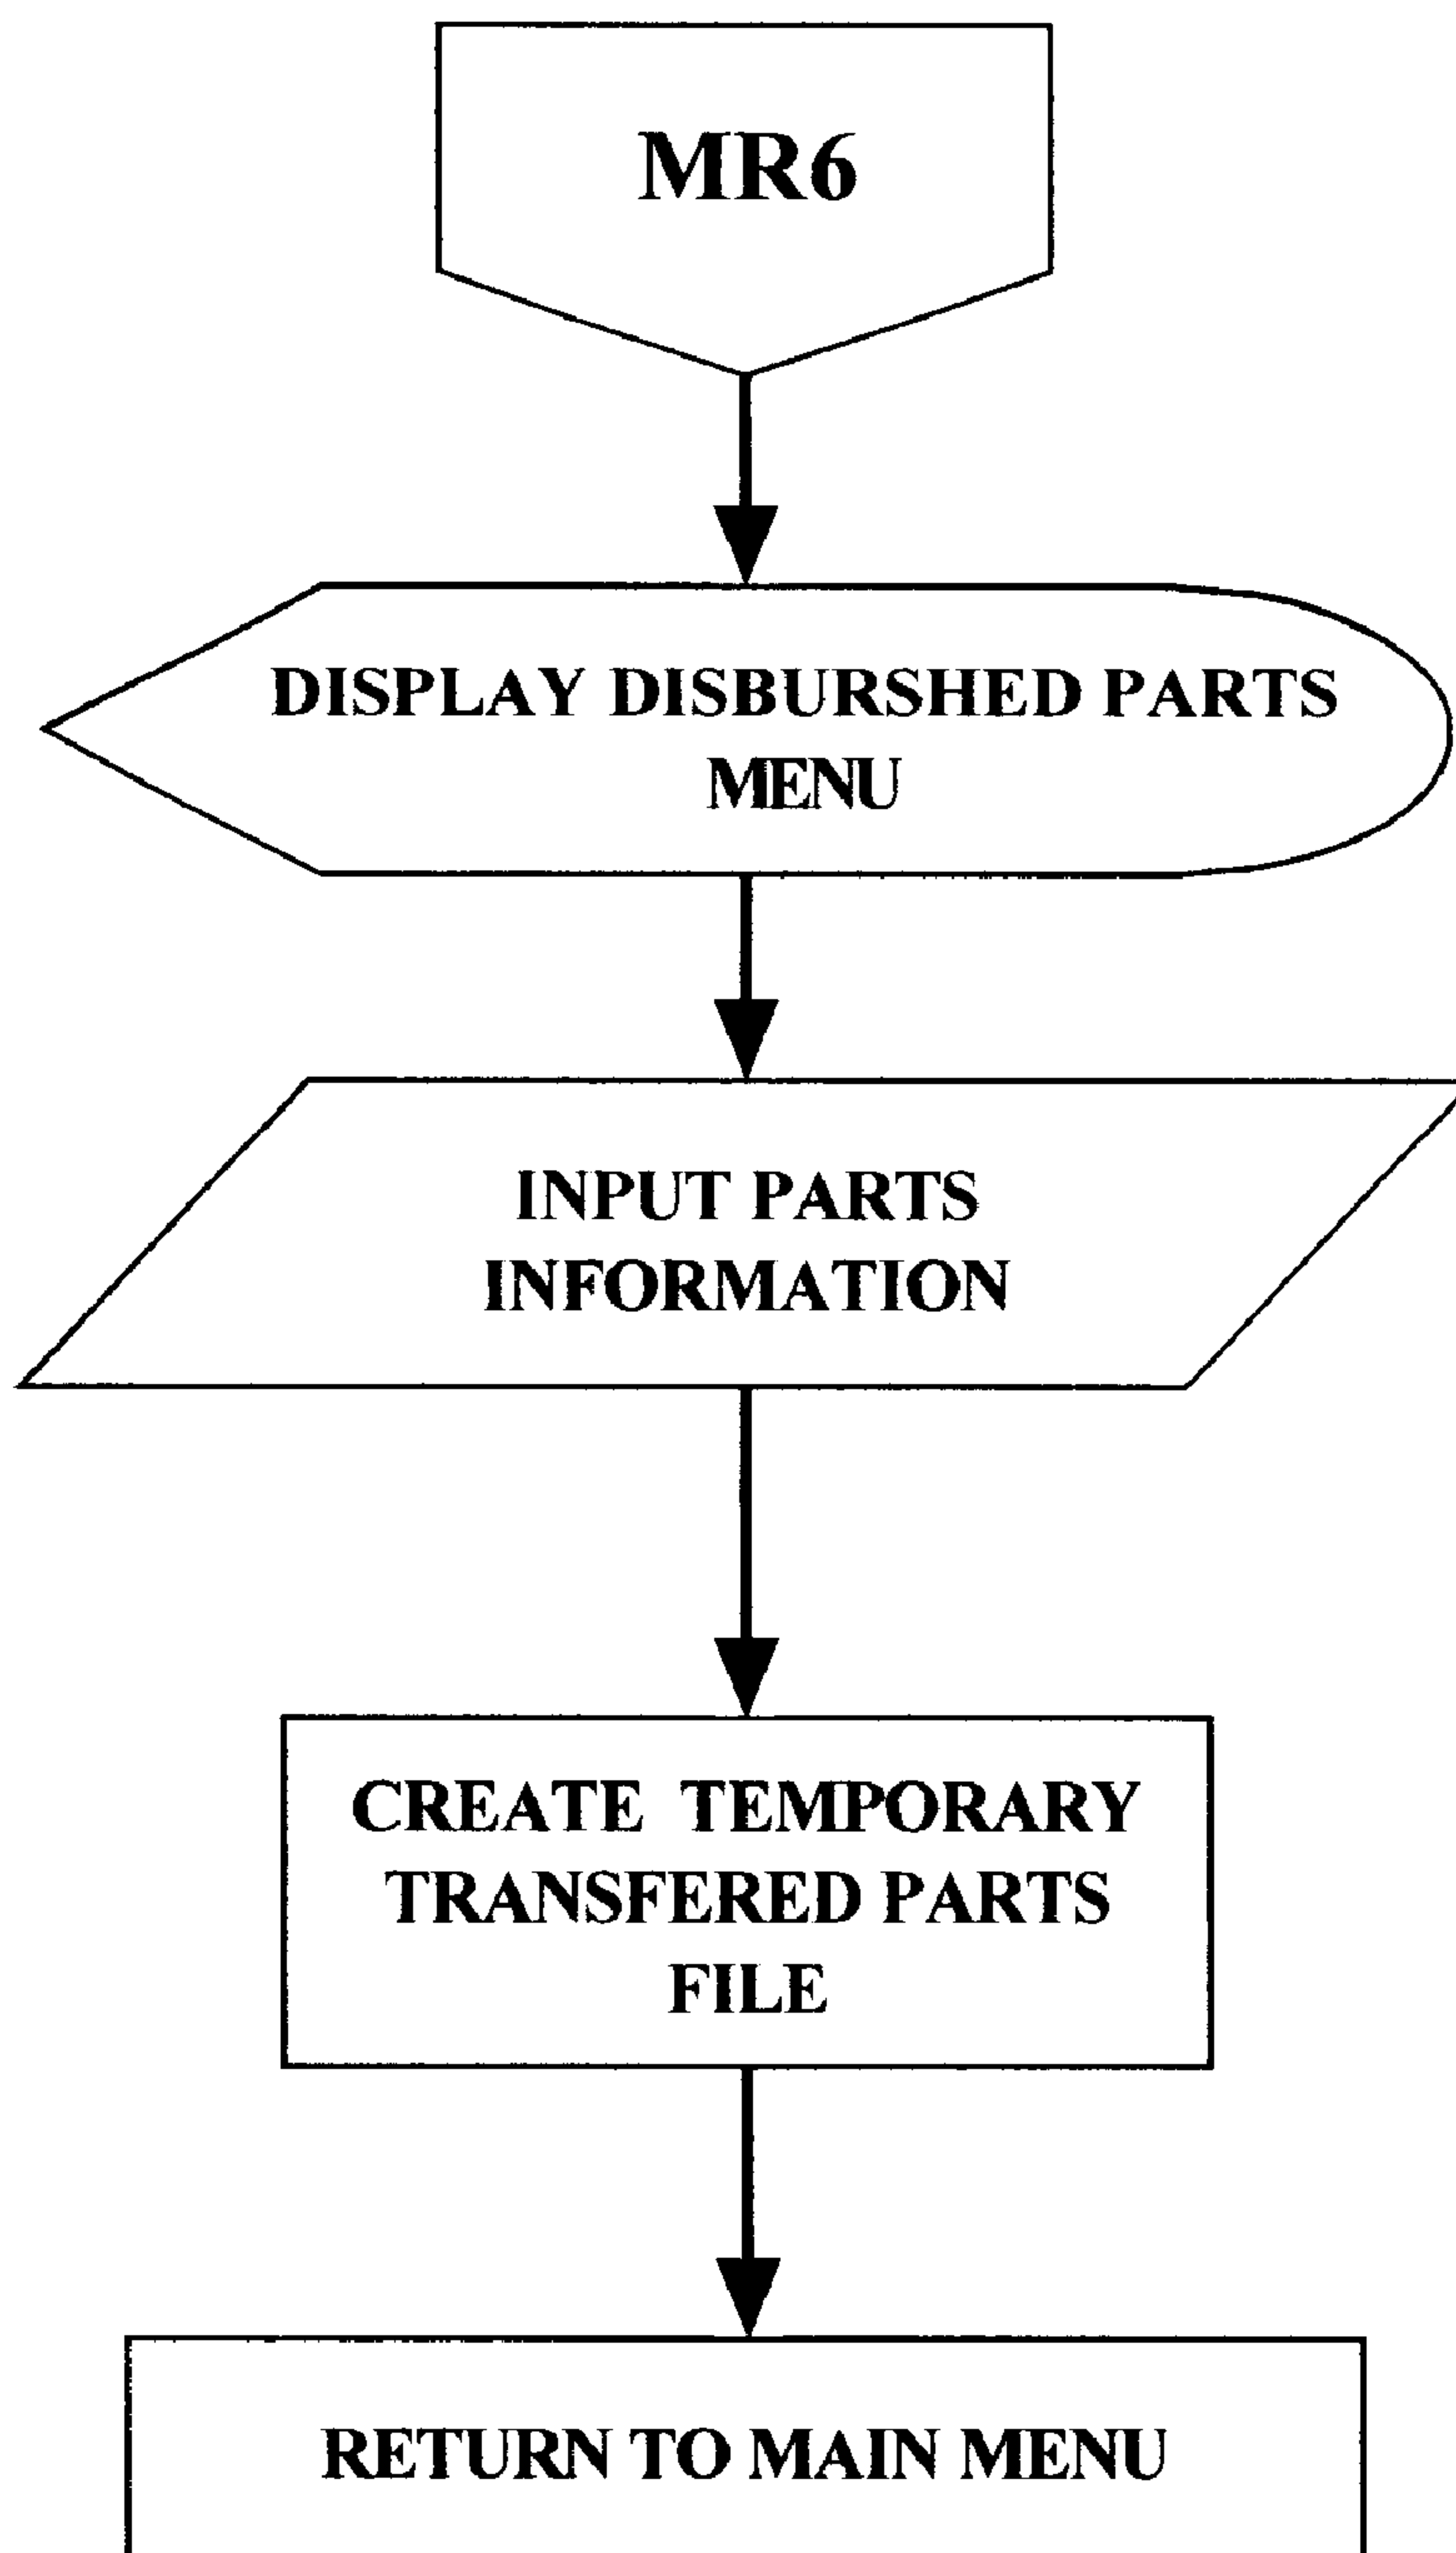 MR6
DISPLAY DISBURSHED PARTS
MENU
INPUT PARTS
INFORMATION
CREATE TEMPORARY
TRANSFERED PARTS
FILE
RETURN TO MAIN MENU